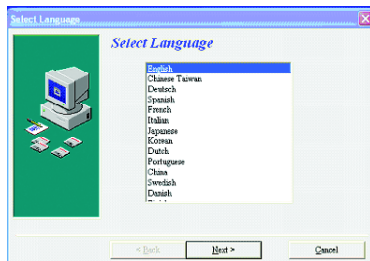 Select Language
Select Language
English
Chinese Taiwan
Deutsch
Spanish
French
Italian
Japanese
Korean
Dutch
Portuguese
China
Swedish
Danish
< Back
Next >
Cancel